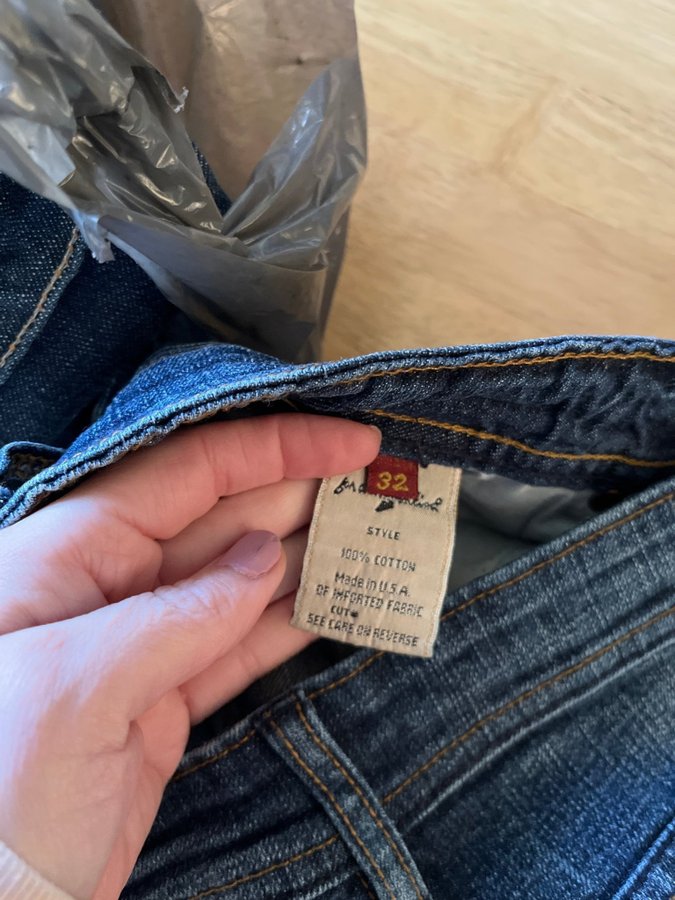 32
STYLE
100% COTTON
Made in U.S.A.
OF IMPORTED FABRIC
CUT#
SEE CARE ON REVERSE